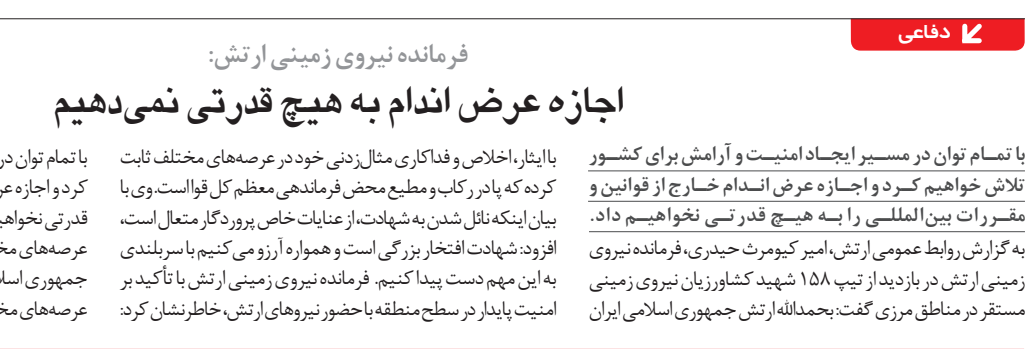 دفاعی
فرمانده نیروی زمینی ارتش:
اجازه عرض اندام به هیچ قدرتی نمی‌دهیم
با تمام توان در مسیر ایجاد امنیت و آرامش برای کشور
تلاش خواهیم کرد و اجازه عرض اندام خارج از قوانین و
مقررات بین‌المللی را به هیچ قدرتی نخواهیم داد.
به گزارش روابط عمومی ارتش، امیر کیومرث حیدری، فرمانده نیروی
زمینی ارتش در بازدید از تیپ ۱۵۸ شهید کشاورزیان نیروی زمینی
مستقر در مناطق مرزی گفت: بحمدالله ارتش جمهوری اسلامی ایران
با ایثار، اخلاص و فداکاری مثال‌زدنی خود در عرصه‌های مختلف ثابت
کرده که پا در رکاب و مطیع محض فرماندهی معظم کل قوا است. وی با
بیان اینکه نائل شدن به شهادت، از عنایات خاص پروردگار متعال است،
افزود: شهادت افتخار بزرگی است و همواره آرزو می‌کنیم با سربلندی
به این مهم دست پیدا کنیم. فرمانده نیروی زمینی ارتش با تأکید بر
امنیت پایدار در سطح منطقه با حضور نیروهای ارتش، خاطرنشان کرد:
با تمام توان در
کرد و اجازه عر
قدرتی نخواهی
عرصه‌های مخ
جمهوری اسلا
عرصه‌های مخ